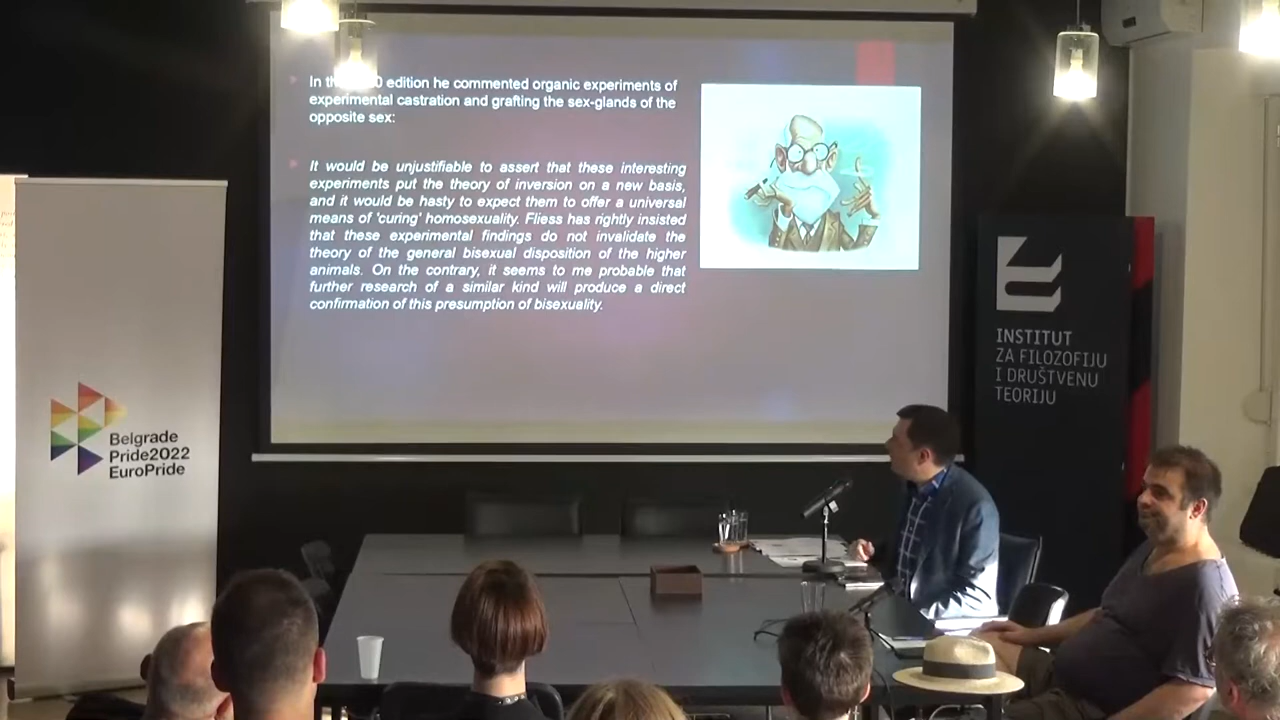 In 0 edition he commented organic experiments of
experimental castration and grafting the sex-glands of the
opposite sex:
It would be unjustifiable to assert that these interesting
experiments put the theory of inversion on a new basis,
and it would be hasty to expect them to offer a universal
means of 'curing' homosexuality. Fliess has rightly insisted
that these experimental findings do not invalidate the
theory of the general bisexual disposition of the higher
animals. On the contrary, it seems to me probable that
further research of a similar kind will produce a direct
confirmation of this presumption of bisexuality.
Belgrade
Pride2022
EuroPride
INSTITUT
ZA FILOZOFIJU
I DRUŠTVENU
TEORIJU